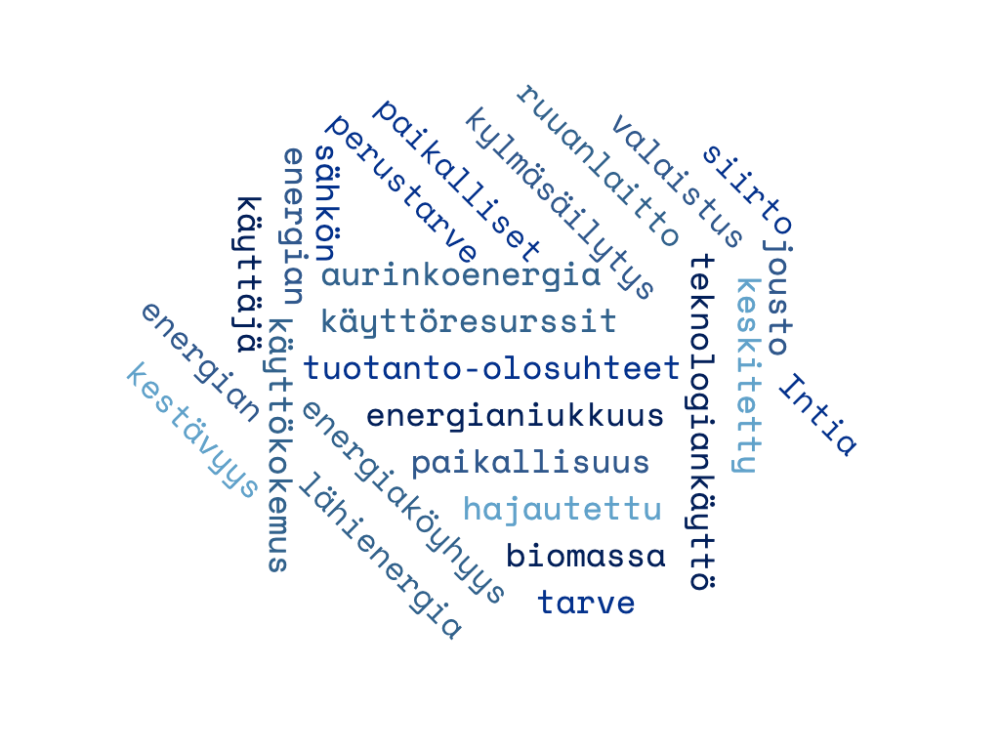 ruuanlaitto
paikalliset
kylmäsäilytys
valaistus
perustarve
siirto
sähkön
energian
käyttäjä
jousto
aurinkoenergia
teknologiankäyttö
keskitetty
energian
käyttöresurssit
käyttökokemus
tuotanto-olosuhteet
kestävyys
Intia
energianiukkuus
energiaköyhyys
paikallisuus
lähienergia
hajautettu
biomassa
tarve